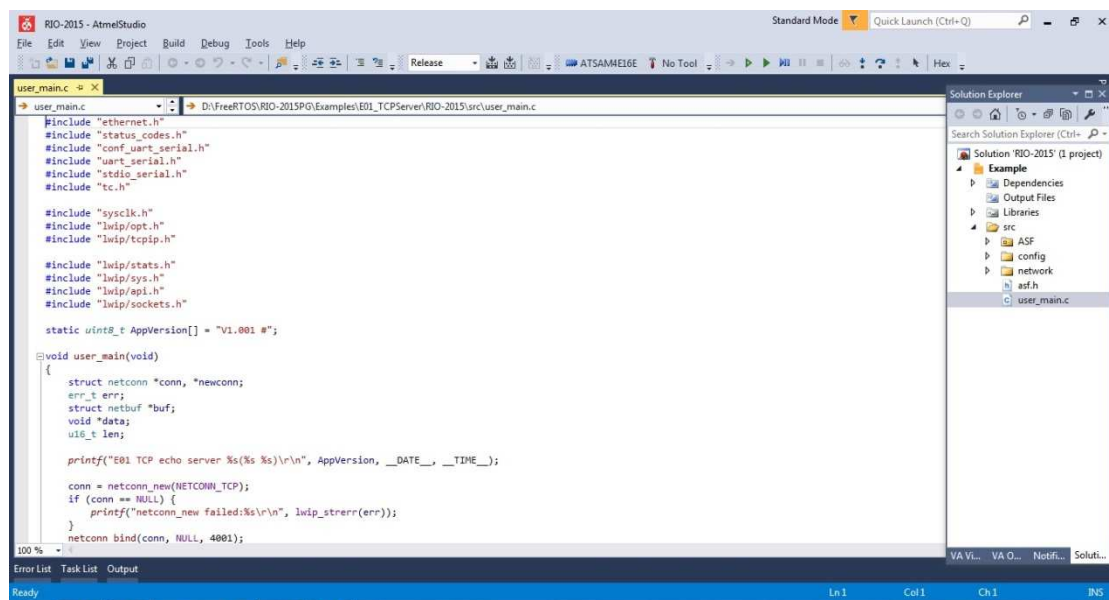 RIO-2015 - AtmelStudio
Standard Mode
Quick Launch (Ctrl+Q)
File Edit View Project Build Debug Tools Help
Release ATSAM4E16E No Tool Hex
user_main.c
user_main.c D:\FreeRTOS\RIO-2015PG\Examples\E01_TCPServer\RIO-2015\src\user_main.c
#include "ethernet.h"
#include "status_codes.h"
#include "conf_uart_serial.h"
#include "uart_serial.h"
#include "stdio_serial.h"
#include "tc.h"
#include "sysclk.h"
#include "lwip/opt.h"
#include "lwip/tcpip.h"
#include "lwip/stats.h"
#include "lwip/sys.h"
#include "lwip/api.h"
#include "lwip/sockets.h"
static uint8_t AppVersion[] = "V1.001 #";
void user_main(void)
{
struct netconn *conn, *newconn;
err_t err;
struct netbuf *buf;
void *data;
u16_t len;
printf("E01 TCP echo server %s(%s %s)\r\n", AppVersion, __DATE__, __TIME__);
conn = netconn_new(NETCONN_TCP);
if (conn == NULL) {
printf("netconn_new failed:%s\r\n", lwip_strerr(err));
}
netconn_bind(conn, NULL, 4001);
100 %
Solution Explorer
Search Solution Explorer (Ctrl+
Solution 'RIO-2015' (1 project)
Example
Dependencies
Output Files
Libraries
src
ASF
config
network
asf.h
user_main.c
VA Vi... VA O... Notifi... Soluti...
Error List Task List Output
Ready Ln 1 Col 1 Ch 1 INS